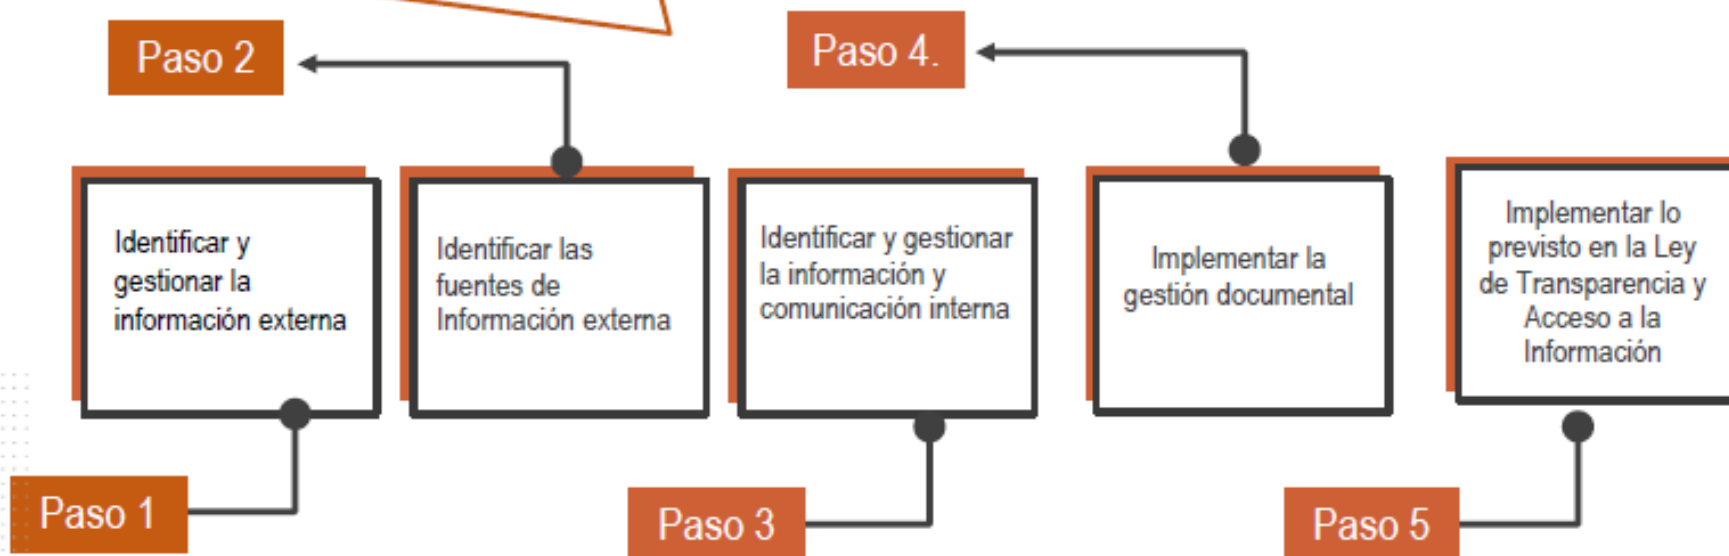 Paso 2
Paso 4.
Identificar y
gestionar la
información externa
Identificar las
fuentes de
Información externa
Identificar y gestionar
la información y
comunicación interna
Implementar la
gestión documental
Implementar lo
previsto en la Ley
de Transparencia y
Acceso a la
Información
Paso 1
Paso 3
Paso 5